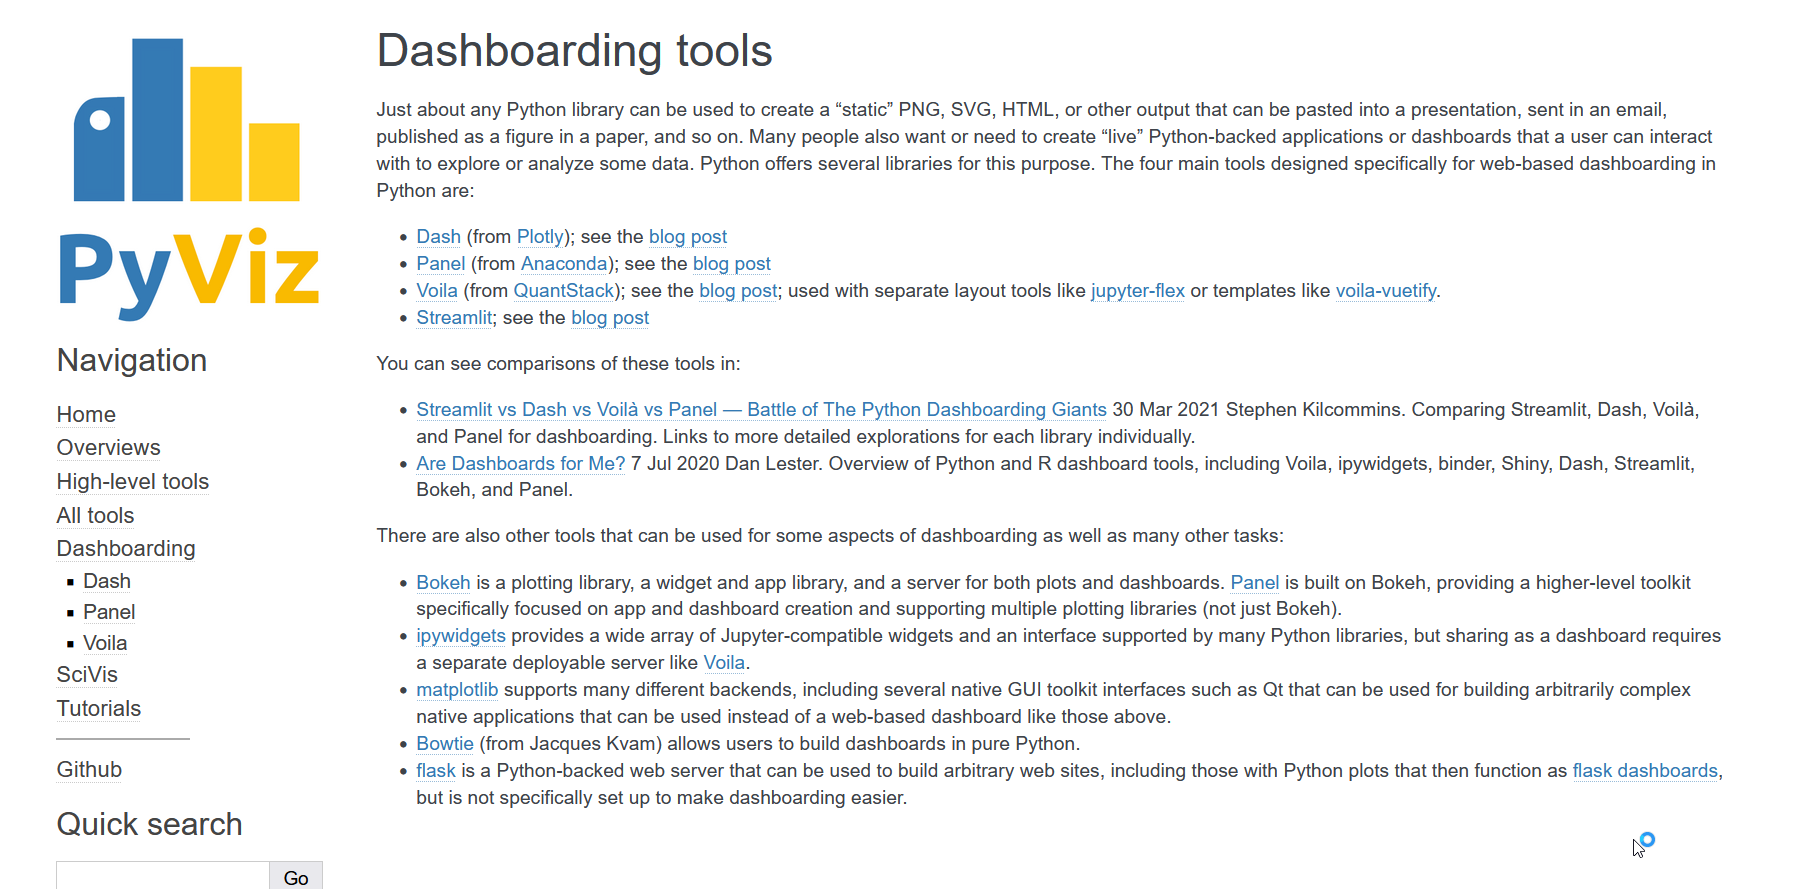 PyViz
Navigation
Home
Overviews
High-level tools
All tools
Dashboarding
Dash
Panel
Voila
SciVis
Tutorials
Github
Quick search
Go
Dashboarding tools
Just about any Python library can be used to create a “static” PNG, SVG, HTML, or other output that can be pasted into a presentation, sent in an email,
published as a figure in a paper, and so on. Many people also want or need to create “live” Python-backed applications or dashboards that a user can interact
with to explore or analyze some data. Python offers several libraries for this purpose. The four main tools designed specifically for web-based dashboarding in
Python are:
Dash (from Plotly); see the blog post
Panel (from Anaconda); see the blog post
Voila (from QuantStack); see the blog post; used with separate layout tools like jupyter-flex or templates like voila-vuetify.
Streamlit; see the blog post
You can see comparisons of these tools in:
Streamlit vs Dash vs Voilà vs Panel — Battle of The Python Dashboarding Giants 30 Mar 2021 Stephen Kilcommins. Comparing Streamlit, Dash, Voilà,
and Panel for dashboarding. Links to more detailed explorations for each library individually.
Are Dashboards for Me? 7 Jul 2020 Dan Lester. Overview of Python and R dashboard tools, including Voila, ipywidgets, binder, Shiny, Dash, Streamlit,
Bokeh, and Panel.
There are also other tools that can be used for some aspects of dashboarding as well as many other tasks:
Bokeh is a plotting library, a widget and app library, and a server for both plots and dashboards. Panel is built on Bokeh, providing a higher-level toolkit
specifically focused on app and dashboard creation and supporting multiple plotting libraries (not just Bokeh).
ipywidgets provides a wide array of Jupyter-compatible widgets and an interface supported by many Python libraries, but sharing as a dashboard requires
a separate deployable server like Voila.
matplotlib supports many different backends, including several native GUI toolkit interfaces such as Qt that can be used for building arbitrarily complex
native applications that can be used instead of a web-based dashboard like those above.
Bowtie (from Jacques Kvam) allows users to build dashboards in pure Python.
flask is a Python-backed web server that can be used to build arbitrary web sites, including those with Python plots that then function as flask dashboards,
but is not specifically set up to make dashboarding easier.